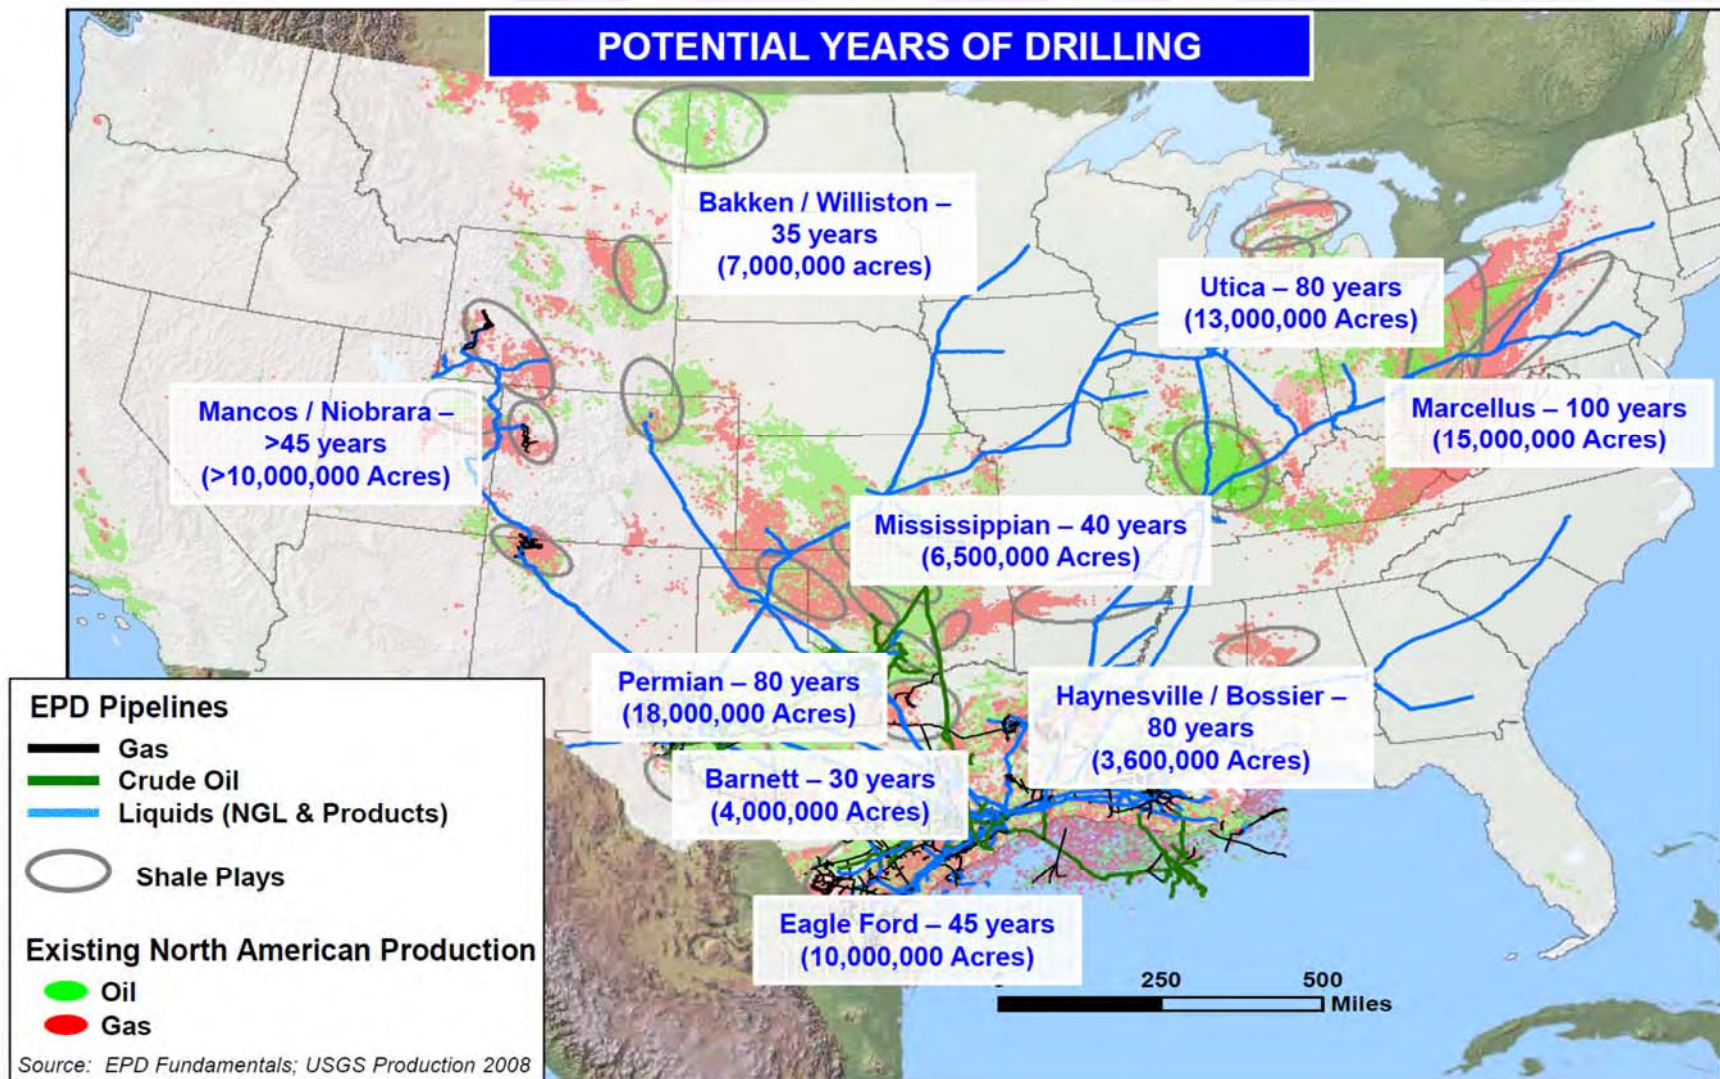 POTENTIAL YEARS OF DRILLING
Bakken / Williston –
35 years
(7,000,000 acres)
Utica – 80 years
(13,000,000 Acres)
Mancos / Niobrara –
>45 years
(>10,000,000 Acres)
Marcellus – 100 years
(15,000,000 Acres)
Mississippian – 40 years
(6,500,000 Acres)
Permian – 80 years
(18,000,000 Acres)
Haynesville / Bossier –
80 years
(3,600,000 Acres)
Barnett – 30 years
(4,000,000 Acres)
Eagle Ford – 45 years
(10,000,000 Acres)
EPD Pipelines
Gas
Crude Oil
Liquids (NGL & Products)
Shale Plays
Existing North American Production
Oil
Gas
Source: EPD Fundamentals; USGS Production 2008
250 500
Miles